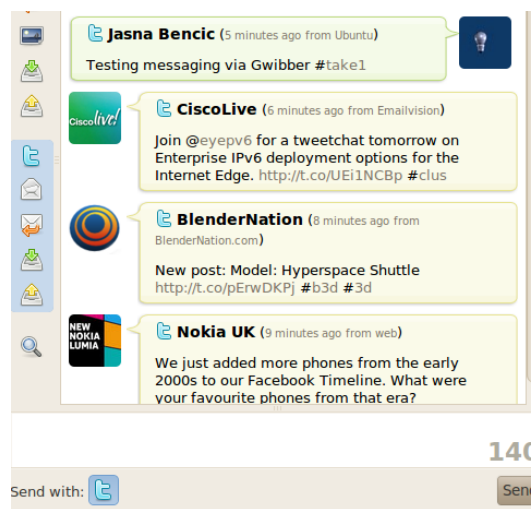 Jasna Bencic (5 minutes ago from Ubuntu)
Testing messaging via Gwibber #take1
Cisco live!
CiscoLive (6 minutes ago from Emailvision)
Join @eyepv6 for a tweetchat tomorrow on
Enterprise IPv6 deployment options for the
Internet Edge. http://t.co/UEi1NCBp #clus
BlenderNation (8 minutes ago from
BlenderNation.com)
New post: Model: Hyperspace Shuttle
http://t.co/pErwDKPj #b3d #3d
NEW
NOKIA
LUMIA
Nokia UK (9 minutes ago from web)
We just added more phones from the early
2000s to our Facebook Timeline. What were
your favourite phones from that era?
140
Send with:
Send